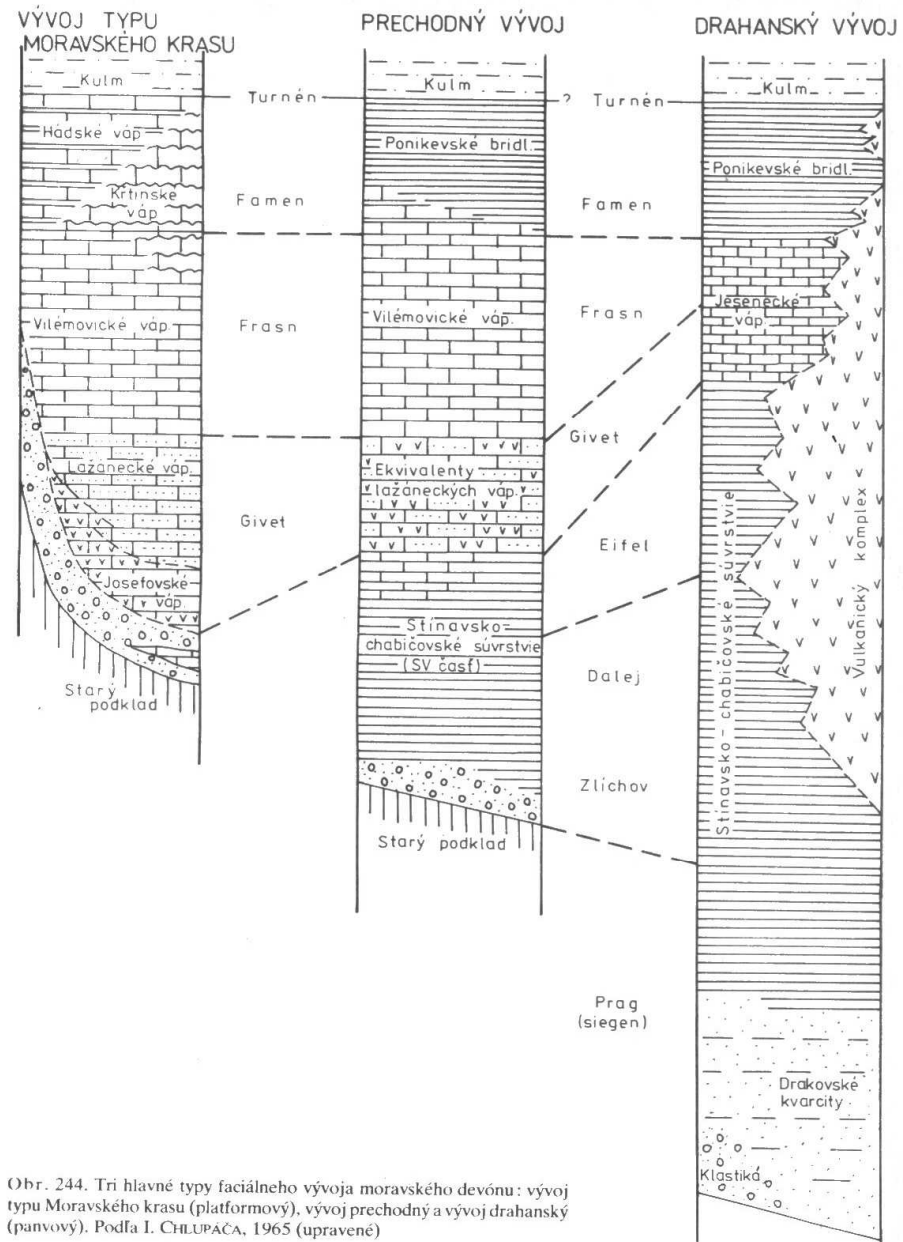 VÝVOJ TYPU
MORAVSKÉHO KRASU
Kulm
Hádské váp.
Křtinské
váp.
Vilémovické váp.
Lažánecké váp.
Josefovské
váp.
Starý
podklad
Turnén
Famen
Frasn
Givet
PRECHODNÝ VÝVOJ
Kulm
Ponikevské bridl.
Vilémovické váp.
Ekvivalenty
lažáneckých váp.
Stínavsko-
chabičovské súvrstvie
(SV časť)
Starý podklad
? Turnén
Famen
Frasn
Givet
Eifel
Dalej
Zlíchov
Prag
(siegen)
DRAHANSKÝ VÝVOJ
Kulm
Ponikevské bridl.
Jesenecké
váp.
Stínavsko-chabičovské súvrstvie
Vulkanický komplex
Drakovské
kvarcity
Klastiká
Obr. 244. Tri hlavné typy faciálneho vývoja moravského devónu: vývoj
typu Moravského krasu (platformový), vývoj prechodný a vývoj drahanský
(panvový). Podľa I. CHLUPÁČA, 1965 (upravené)